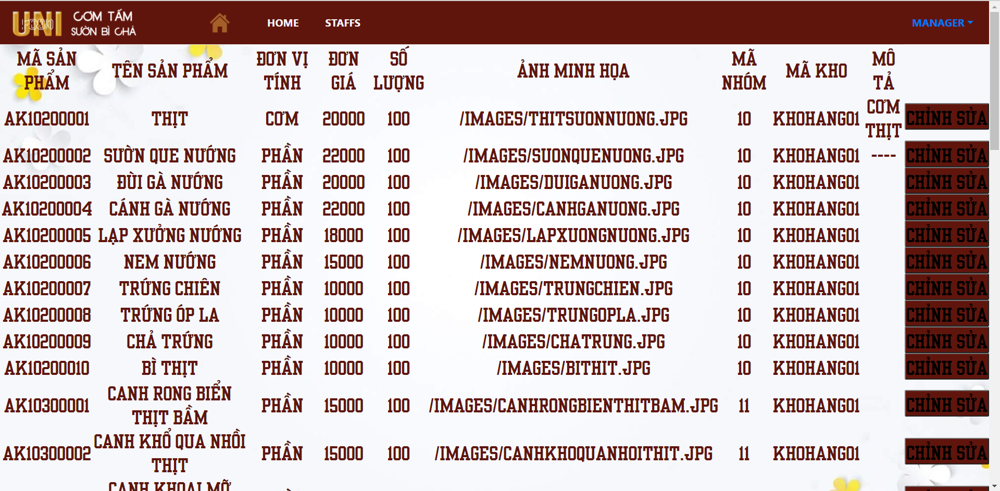 UNI FOOD
CƠM TẤM
SƯỜN BÌ CHẢ
HOME STAFFS MANAGER
MÃ SẢN PHẨM TÊN SẢN PHẨM ĐƠN VỊ TÍNH ĐƠN GIÁ SỐ LƯỢNG ẢNH MINH HỌA MÃ NHÓM MÃ KHO MÔ TẢ
AK10200001 THỊT CƠM 20000 100 /IMAGES/THITSUONNUONG.JPG 10 KHOHANG01 CƠM THỊT CHỈNH SỬA
AK10200002 SƯỜN QUE NƯỚNG PHẦN 22000 100 /IMAGES/SUONQUENUONG.JPG 10 KHOHANG01 ---- CHỈNH SỬA
AK10200003 ĐÙI GÀ NƯỚNG PHẦN 20000 100 /IMAGES/DUIGANUONG.JPG 10 KHOHANG01 CHỈNH SỬA
AK10200004 CÁNH GÀ NƯỚNG PHẦN 22000 100 /IMAGES/CANHGANUONG.JPG 10 KHOHANG01 CHỈNH SỬA
AK10200005 LẠP XƯỞNG NƯỚNG PHẦN 18000 100 /IMAGES/LAPXUONGNUONG.JPG 10 KHOHANG01 CHỈNH SỬA
AK10200006 NEM NƯỚNG PHẦN 15000 100 /IMAGES/NEMNUONG.JPG 10 KHOHANG01 CHỈNH SỬA
AK10200007 TRỨNG CHIÊN PHẦN 10000 100 /IMAGES/TRUNGCHIEN.JPG 10 KHOHANG01 CHỈNH SỬA
AK10200008 TRỨNG ÓP LA PHẦN 10000 100 /IMAGES/TRUNGOPLA.JPG 10 KHOHANG01 CHỈNH SỬA
AK10200009 CHẢ TRỨNG PHẦN 10000 100 /IMAGES/CHATRUNG.JPG 10 KHOHANG01 CHỈNH SỬA
AK10200010 BÌ THỊT PHẦN 10000 100 /IMAGES/BITHIT.JPG 10 KHOHANG01 CHỈNH SỬA
AK10300001 CANH RONG BIỂN THỊT BẦM PHẦN 15000 100 /IMAGES/CANHRONGBIENTHITBAM.JPG 11 KHOHANG01 CHỈNH SỬA
AK10300002 CANH KHỔ QUA NHỒI THỊT PHẦN 15000 100 /IMAGES/CANHKHOQUANHOITHIT.JPG 11 KHOHANG01 CHỈNH SỬA
CANH KHOAI MỠ